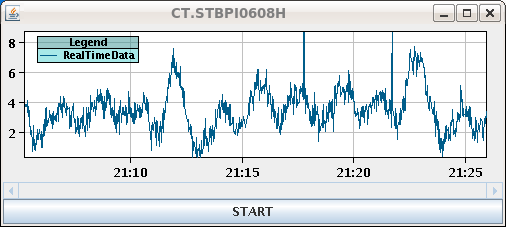 CT.STBPI0608H
Legend
RealTimeData
8
6
4
2
21:10 21:15 21:20 21:25
START